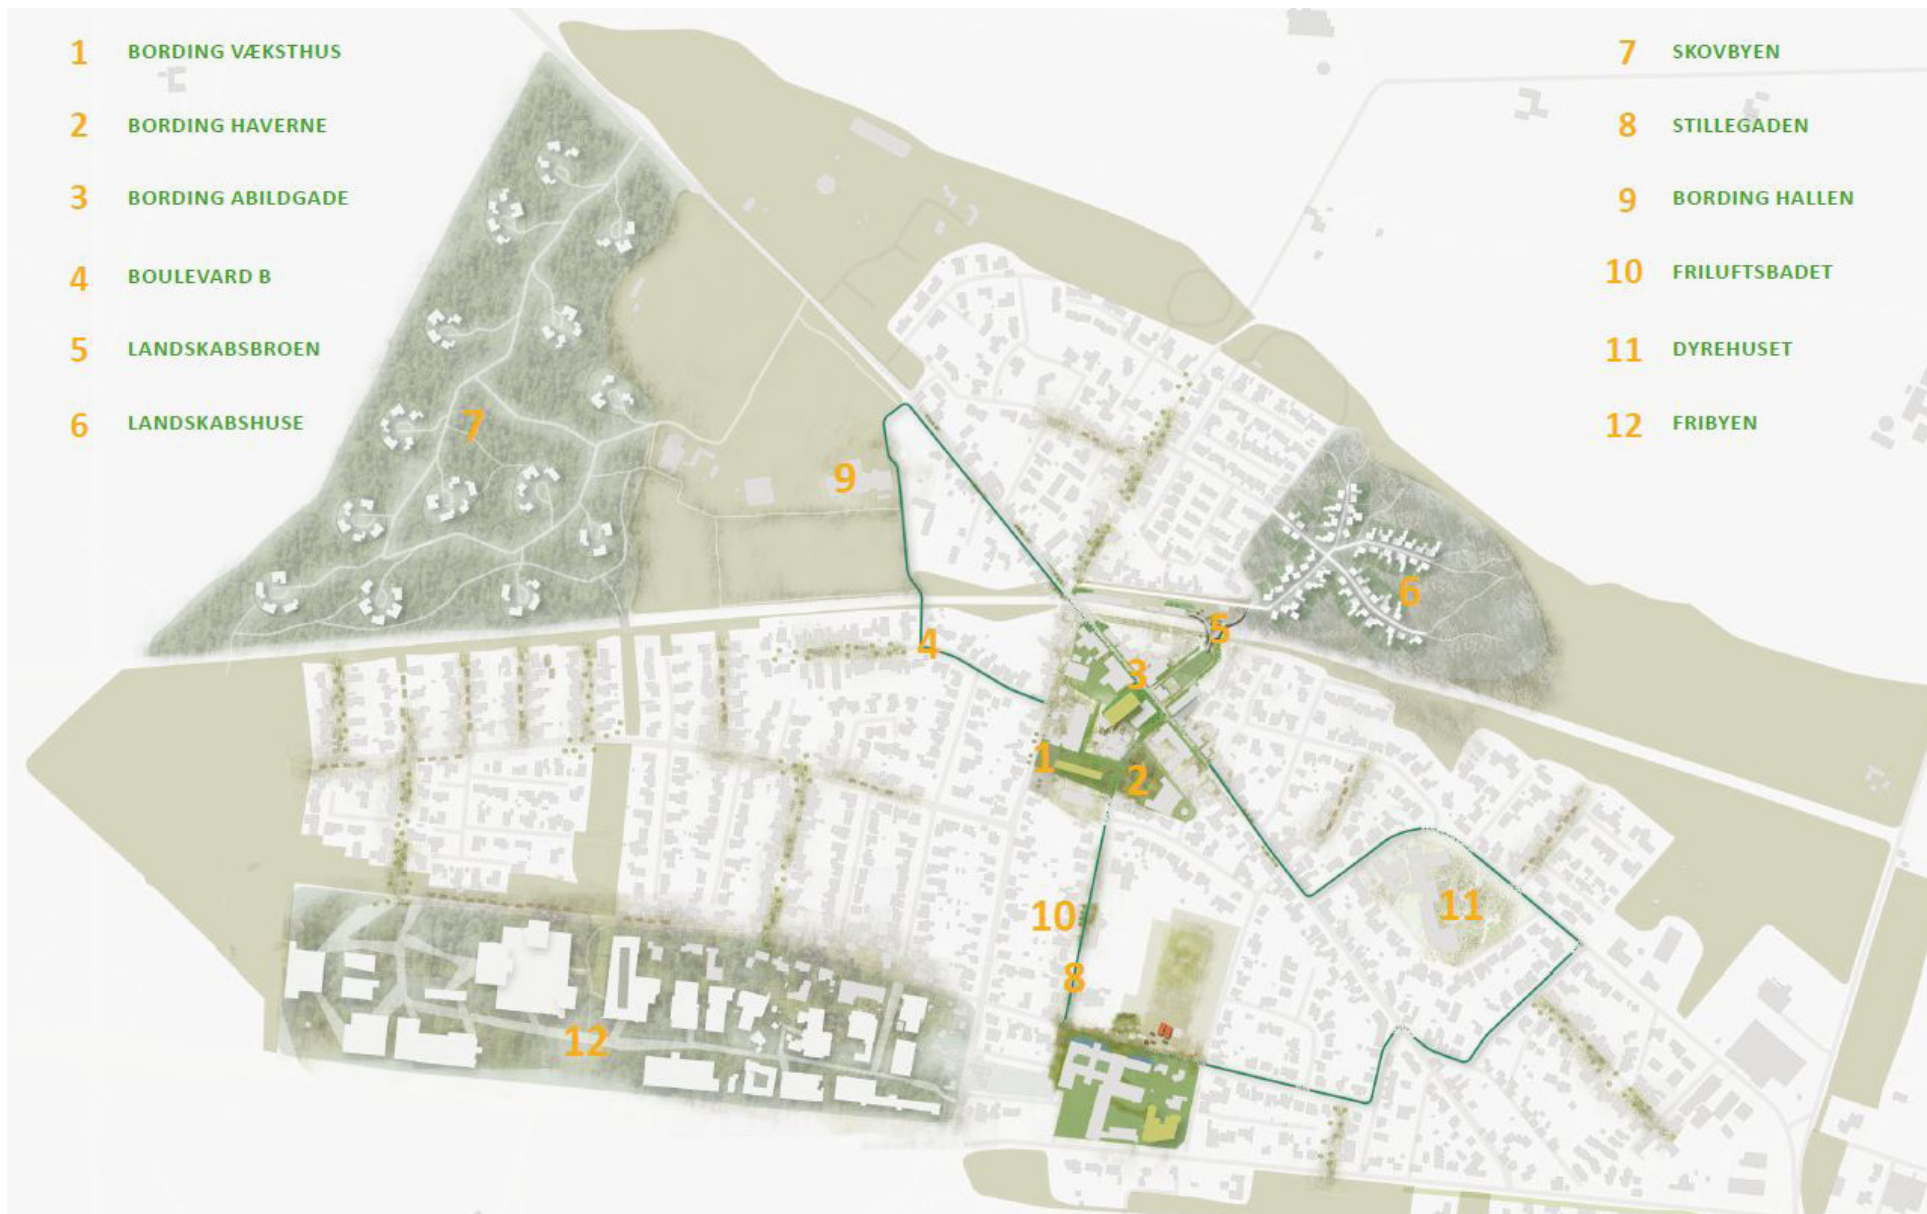 1 BORDING VÆKSTHUS
2 BORDING HAVERNE
3 BORDING ABILDGADE
4 BOULEVARD B
5 LANDSKABSBROEN
6 LANDSKABSHUSE
7 SKOVBYEN
8 STILLEGADEN
9 BORDING HALLEN
10 FRILUFTSBADET
11 DYREHUSET
12 FRIBYEN
7
9
6
5
4
3
1
2
11
10
8
12